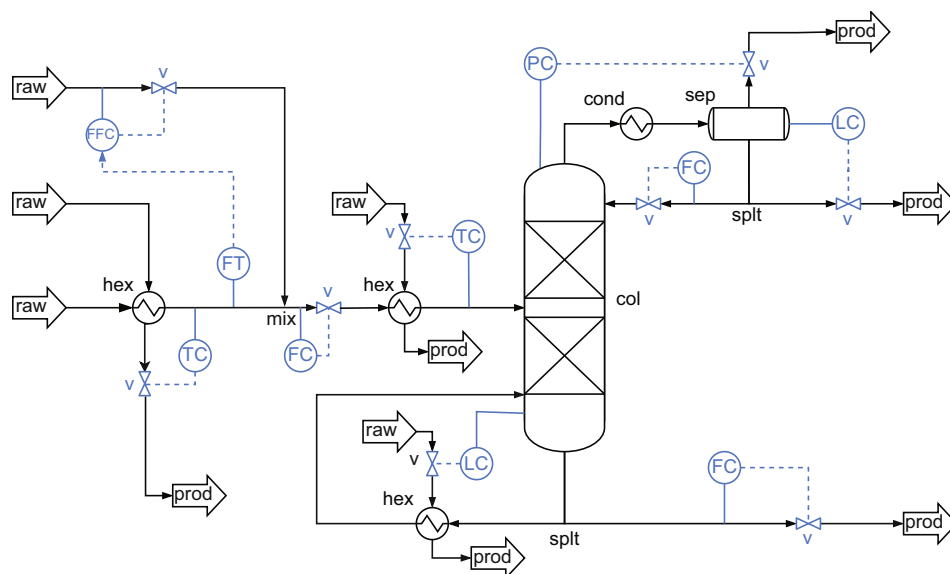 prod
PC
v
cond
sep
raw
v
LC
FFC
FC
raw
raw
prod
v
splt
v
v
TC
FT
hex
hex
raw
col
mix
v
TC
FC
prod
v
raw
v
LC
FC
hex
prod
prod
splt
v
prod